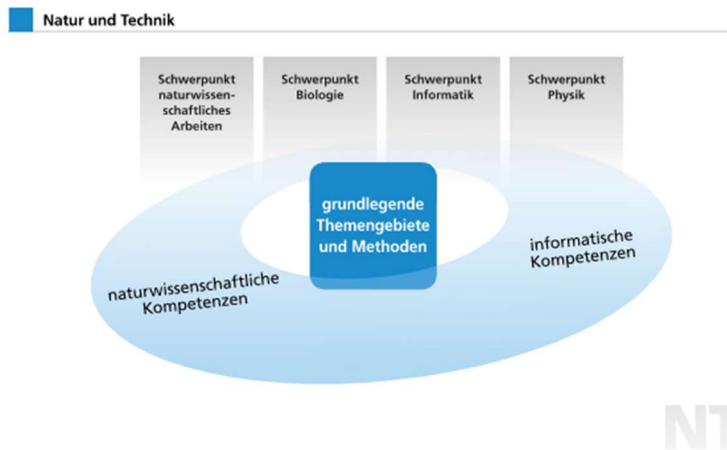 Natur und Technik
Schwerpunkt
naturwissen-
schaftliches
Arbeiten
Schwerpunkt
Biologie
Schwerpunkt
Informatik
Schwerpunkt
Physik
grundlegende
Themengebiete
und Methoden
informatische
Kompetenzen
naturwissenschaftliche
Kompetenzen
NT